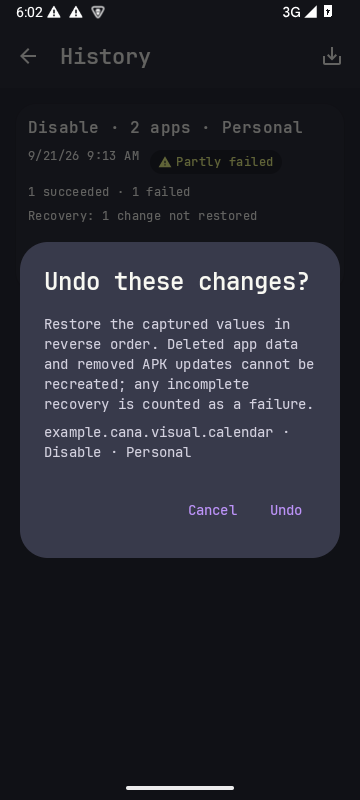 6:02
3G
History
Disable · 2 apps · Personal
9/21/26 9:13 AM
Partly failed
1 succeeded · 1 failed
Recovery: 1 change not restored
Undo these changes?
Restore the captured values in
reverse order. Deleted app data
and removed APK updates cannot be
recreated; any incomplete
recovery is counted as a failure.
example.cana.visual.calendar ·
Disable · Personal
Cancel
Undo